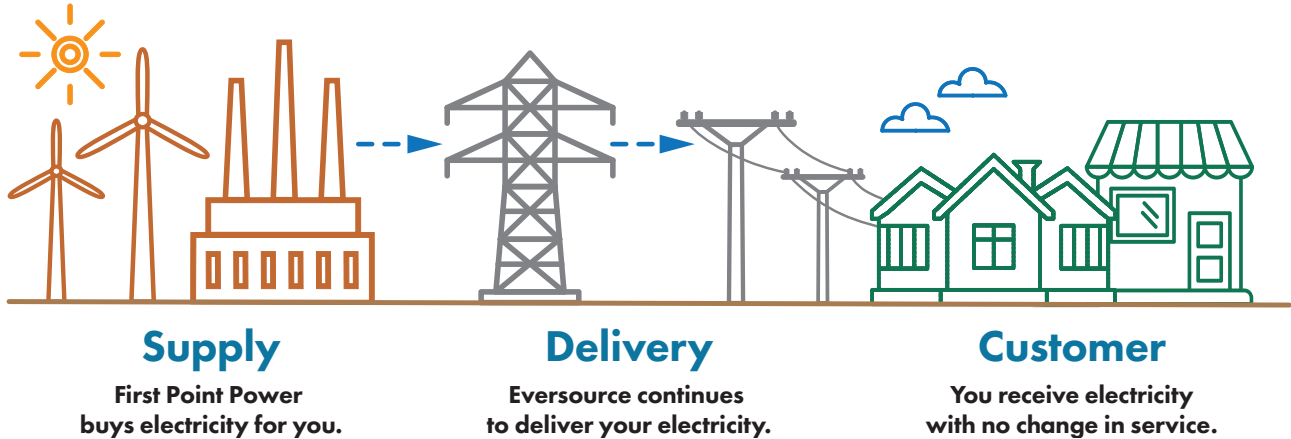 Supply
First Point Power
buys electricity for you.
Delivery
Eversource continues
to deliver your electricity.
Customer
You receive electricity
with no change in service.